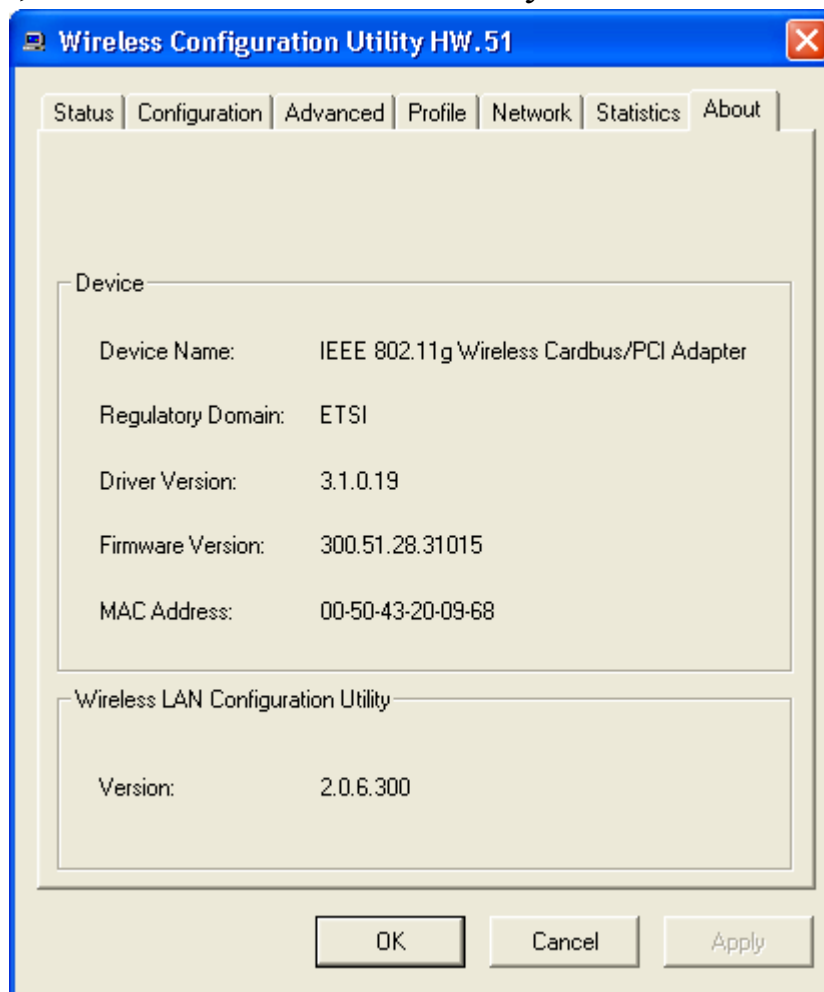 Wireless Configuration Utility HW.51
Status Configuration Advanced Profile Network Statistics About
Device
Device Name: IEEE 802.11g Wireless Cardbus/PCI Adapter
Regulatory Domain: ETSI
Driver Version: 3.1.0.19
Firmware Version: 300.51.28.31015
MAC Address: 00-50-43-20-09-68
Wireless LAN Configuration Utility
Version: 2.0.6.300
OK Cancel Apply